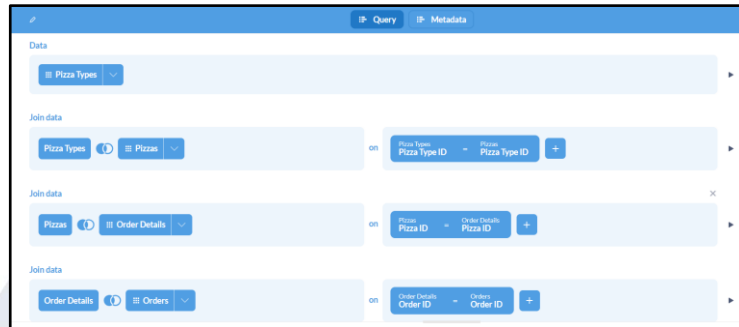 Query Metadata
Data
Pizza Types
Join data
Pizza Types Pizzas on Pizza Types Pizza Type ID = Pizzas Pizza Type ID +
Join data
Pizzas Order Details on Pizzas Pizza ID = Order Details Pizza ID +
Join data
Order Details Orders on Order Details Order ID = Orders Order ID +